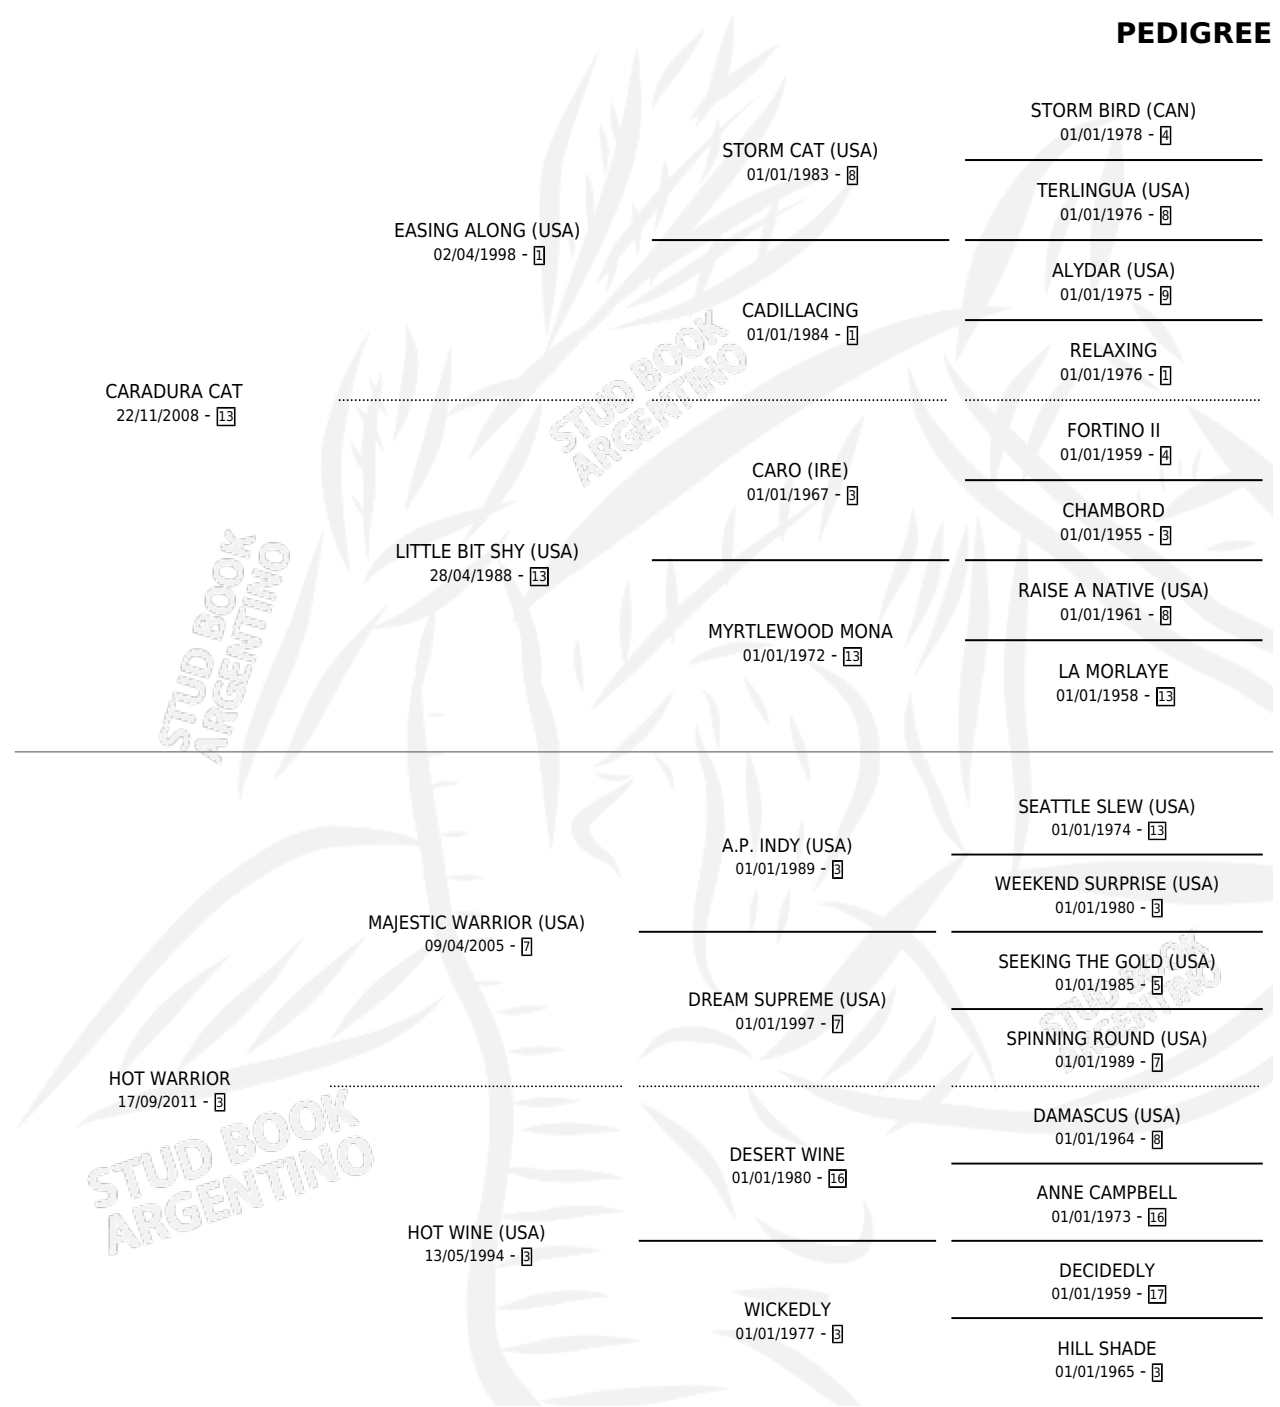 PEDIGREE
STORM BIRD (CAN)
01/01/1978 - 4
STORM CAT (USA)
01/01/1983 - 8
TERLINGUA (USA)
01/01/1976 - 8
EASING ALONG (USA)
02/04/1998 - 1
ALYDAR (USA)
01/01/1975 - 9
CADILLACING
01/01/1984 - 1
RELAXING
01/01/1976 - 1
CARADURA CAT
22/11/2008 - 13
FORTINO II
01/01/1959 - 4
CARO (IRE)
01/01/1967 - 3
CHAMBORD
01/01/1955 - 3
LITTLE BIT SHY (USA)
28/04/1988 - 13
RAISE A NATIVE (USA)
01/01/1961 - 8
MYRTLEWOOD MONA
01/01/1972 - 13
LA MORLAYE
01/01/1958 - 13
SEATTLE SLEW (USA)
01/01/1974 - 13
A.P. INDY (USA)
01/01/1989 - 3
WEEKEND SURPRISE (USA)
01/01/1980 - 3
MAJESTIC WARRIOR (USA)
09/04/2005 - 7
SEEKING THE GOLD (USA)
01/01/1985 - 5
DREAM SUPREME (USA)
01/01/1997 - 7
SPINNING ROUND (USA)
01/01/1989 - 7
HOT WARRIOR
17/09/2011 - 3
DAMASCUS (USA)
01/01/1964 - 8
DESERT WINE
01/01/1980 - 16
ANNE CAMPBELL
01/01/1973 - 16
HOT WINE (USA)
13/05/1994 - 3
DECIDEDLY
01/01/1959 - 17
WICKEDLY
01/01/1977 - 3
HILL SHADE
01/01/1965 - 3
STUD BOOK
ARGENTINO
STUD BOOK
ARGENTINO
STUD BOOK
ARGENTINO
STUD BOOK
ARGENTINO